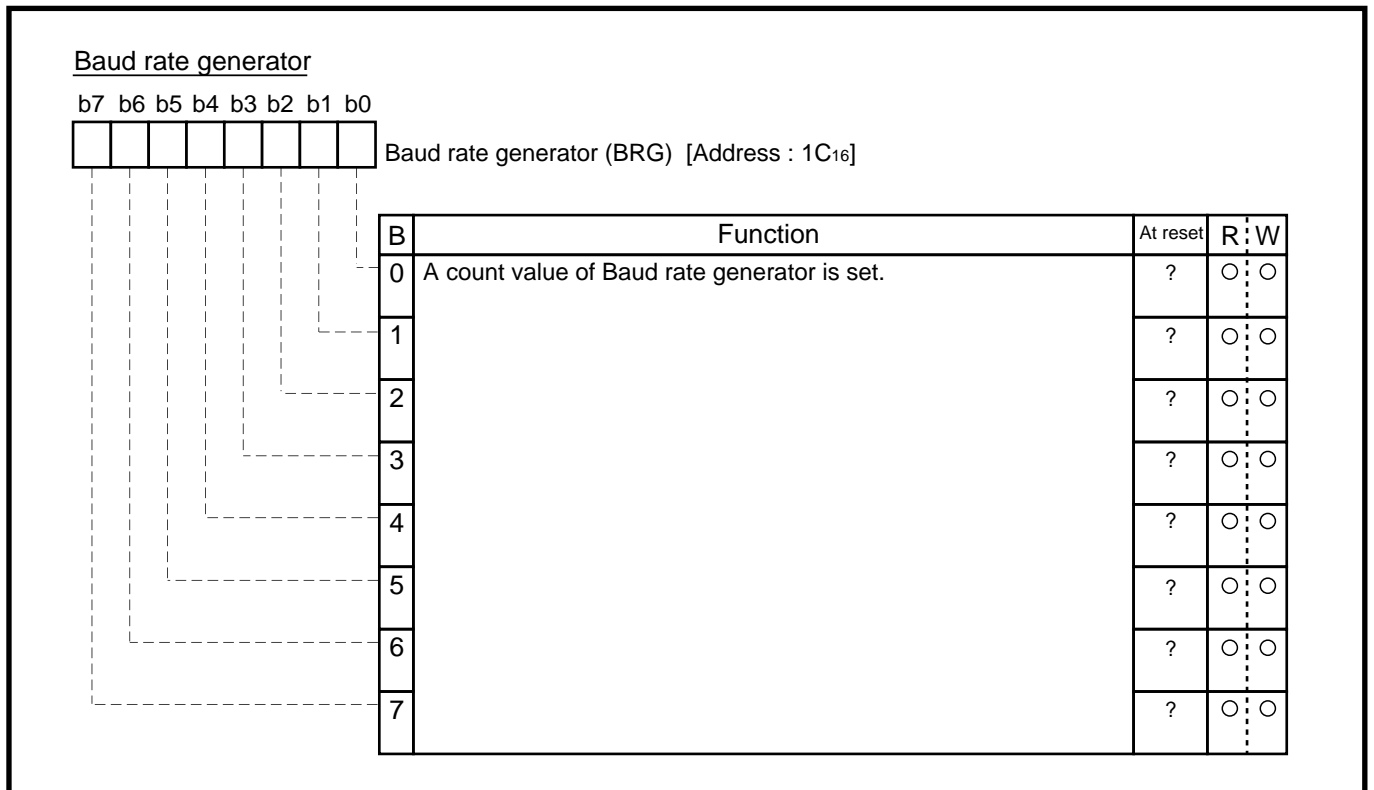 Baud rate generator
b7 b6 b5 b4 b3 b2 b1 b0
Baud rate generator (BRG) [Address : 1C16]
B Function At reset R W
0 A count value of Baud rate generator is set. ? ○ ○
1 ? ○ ○
2 ? ○ ○
3 ? ○ ○
4 ? ○ ○
5 ? ○ ○
6 ? ○ ○
7 ? ○ ○